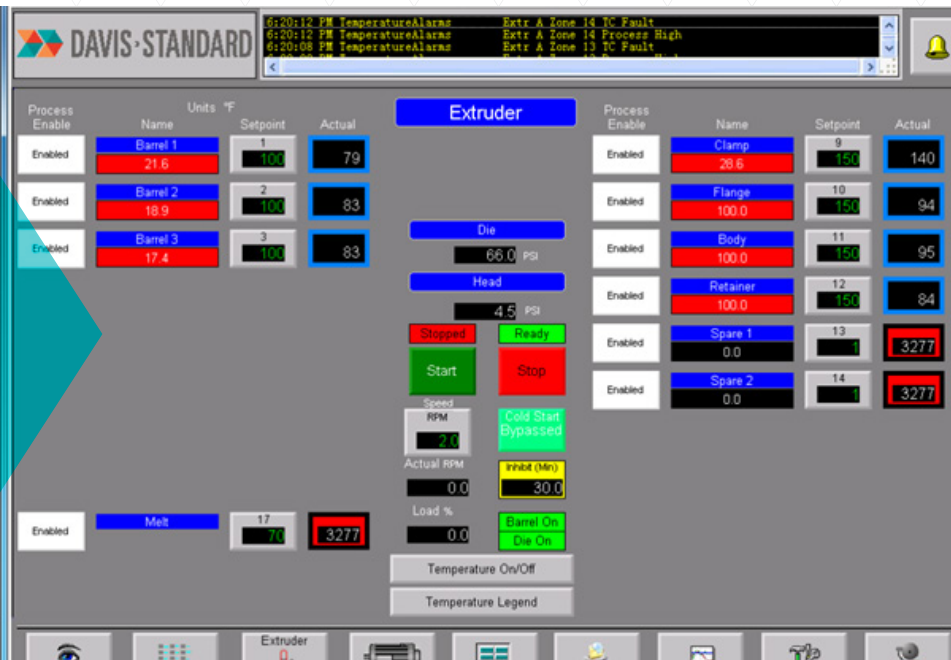 DAVIS-STANDARD
6:20:12 PM TemperatureAlarms Extr A Zone 14 TC Fault
6:20:12 PM TemperatureAlarms Extr A Zone 14 Process High
6:20:08 PM TemperatureAlarms Extr A Zone 13 TC Fault
Process Enable Units °F Name Setpoint Actual
Enabled Barrel 1 21.6 1 100 79
Enabled Barrel 2 18.9 2 100 83
Enabled Barrel 3 17.4 3 100 83
Enabled Melt 17 70 3277
Extruder
Die
66.0 PSI
Head
4.5 PSI
Stopped Ready
Start Stop
Speed
RPM
2.0
Cold Start
Bypassed
Actual RPM
0.0
Inhibit (Min)
30.0
Load %
0.0
Barrel On
Die On
Temperature On/Off
Temperature Legend
Process Enable Name Setpoint Actual
Enabled Clamp 28.6 9 150 140
Enabled Flange 100.0 10 150 94
Enabled Body 100.0 11 150 95
Enabled Retainer 100.0 12 150 84
Enabled Spare 1 0.0 13 1 3277
Enabled Spare 2 0.0 14 1 3277
Extruder